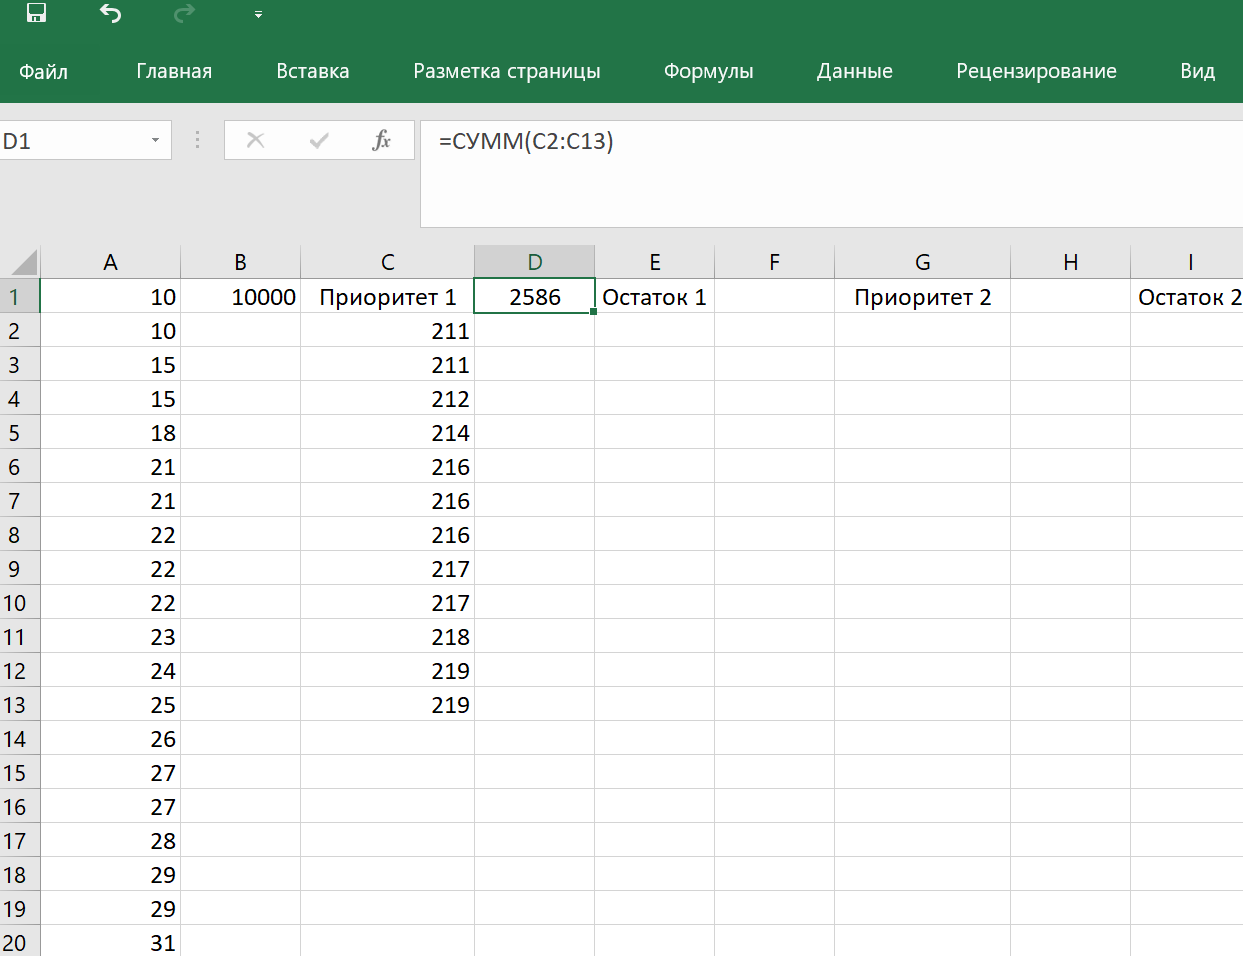 Файл Главная Вставка Разметка страницы Формулы Данные Рецензирование Вид
D1 fx =СУММ(C2:C13)
A B C D E F G H I
1 10 10000 Приоритет 1 2586 Остаток 1 Приоритет 2 Остаток 2
2 10 211
3 15 211
4 15 212
5 18 214
6 21 216
7 21 216
8 22 216
9 22 217
10 22 217
11 23 218
12 24 219
13 25 219
14 26
15 27
16 27
17 28
18 29
19 29
20 31